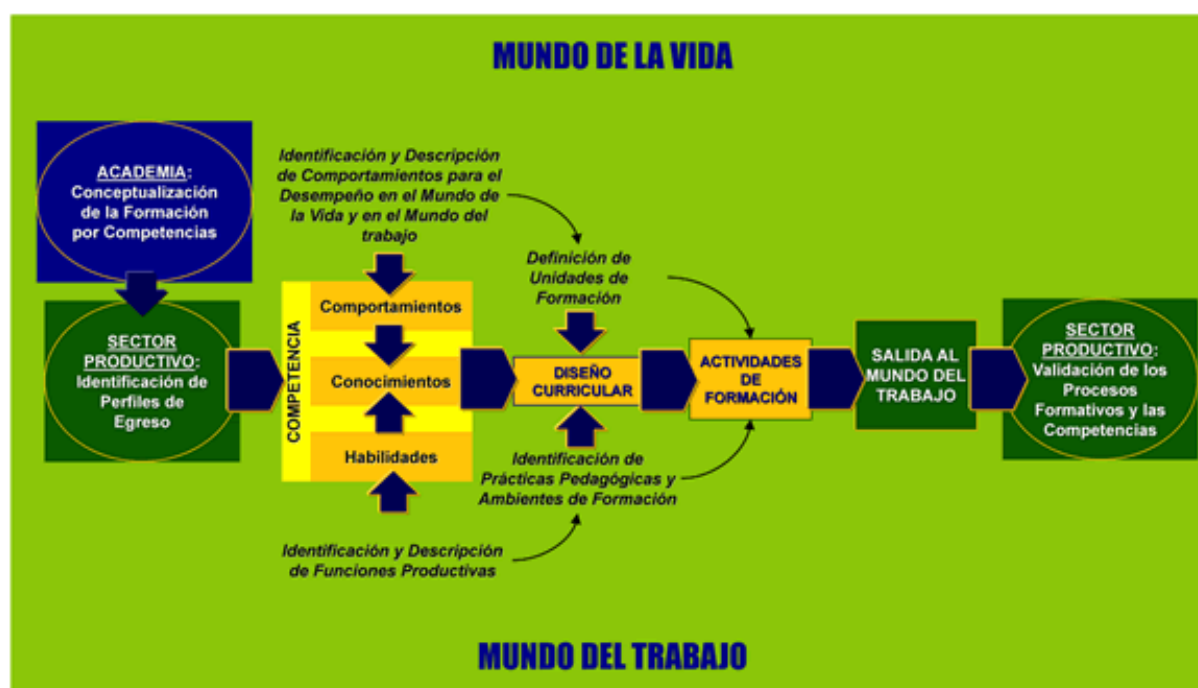 MUNDO DE LA VIDA
ACADEMIA:
Conceptualización
de la Formación
por Competencias
SECTOR
PRODUCTIVO:
Identificación de
Perfiles de
Egreso
Identificación y Descripción
de Comportamientos para el
Desempeño en el Mundo de
la Vida y en el Mundo del
trabajo
COMPETENCIA
Comportamientos
Conocimientos
Habilidades
Identificación y Descripción
de Funciones Productivas
Definición de
Unidades de
Formación
DISEÑO
CURRICULAR
Identificación de
Prácticas Pedagógicas y
Ambientes de Formación
ACTIVIDADES
DE
FORMACIÓN
SALIDA AL
MUNDO DEL
TRABAJO
SECTOR
PRODUCTIVO:
Validación de los
Procesos
Formativos y las
Competencias
MUNDO DEL TRABAJO